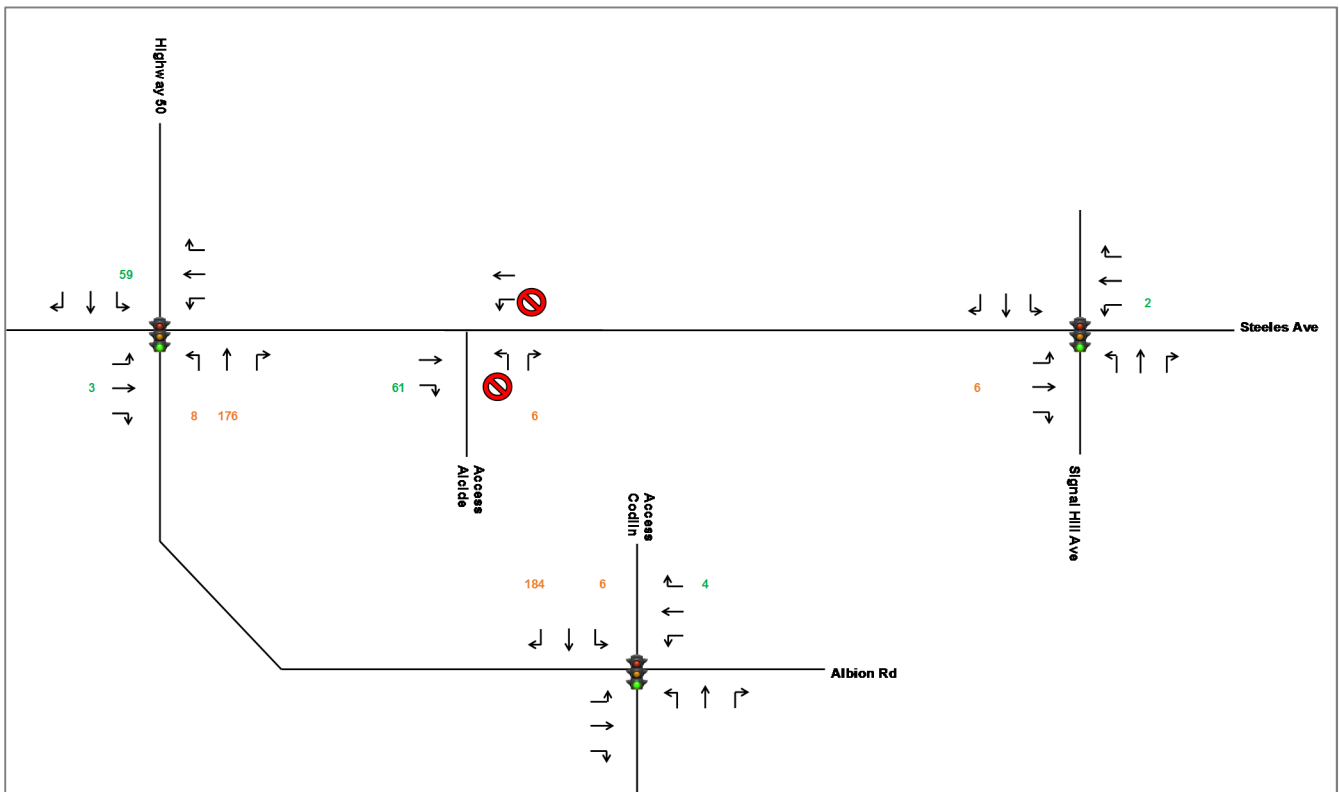 Highway 50
59
3
8 176
61
6
Access
Alcide
6
2
Steeles Ave
Signal Hill Ave
Access
Codlin
184 6
4
Albion Rd